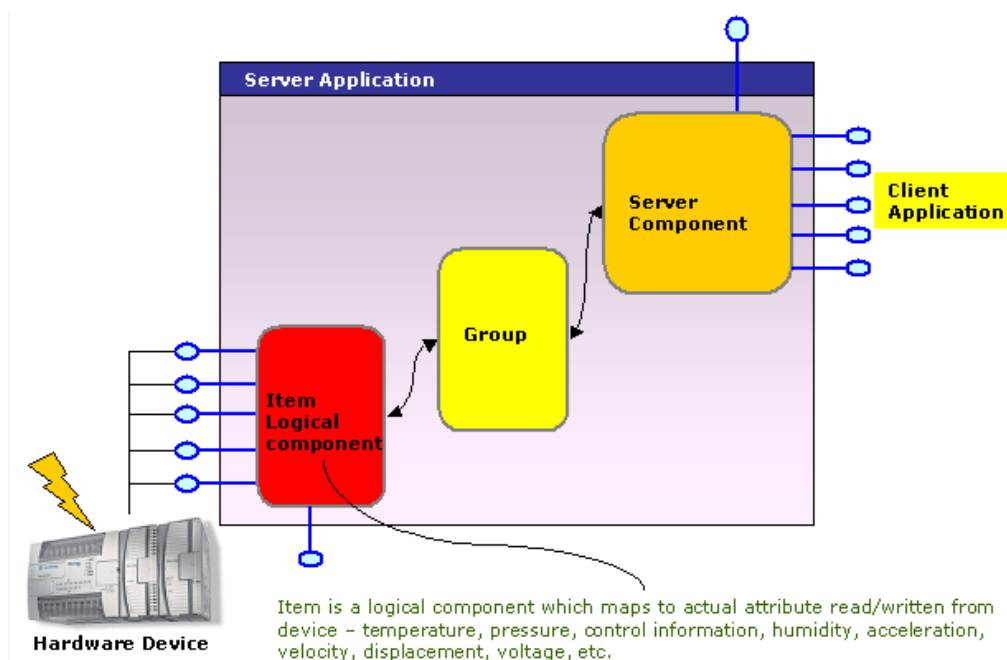 Server Application
Server
Component
Client
Application
Group
Item
Logical
component
Hardware Device
Item is a logical component which maps to actual attribute read/written from
device – temperature, pressure, control information, humidity, acceleration,
velocity, displacement, voltage, etc.